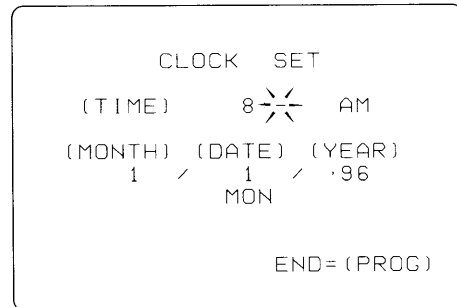 CLOCK SET
(TIME) 8 -- AM
(MONTH) (DATE) (YEAR)
1 / 1 / '96
MON
END=(PROG)